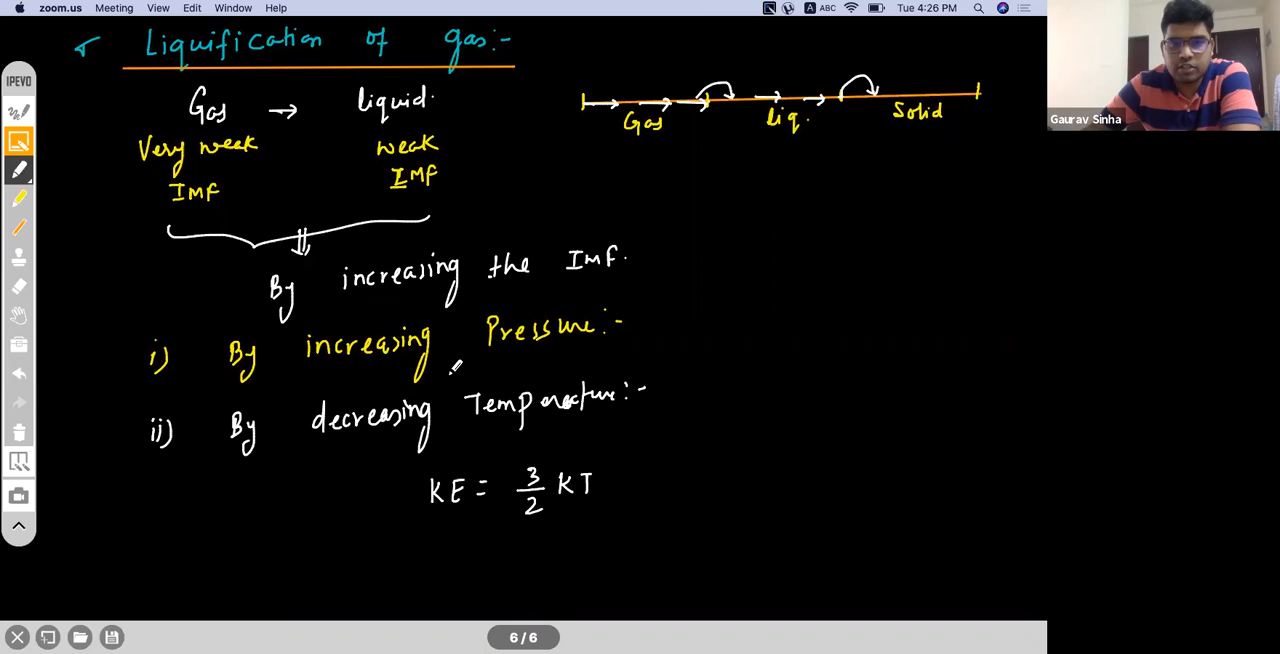 zoom.us Meeting View Edit Window Help
A ABC Tue 4:26 PM
Liquification of gas:-
IPEVO
Gas → liquid.
Very weak weak
IMF IMF
Gas liq. Solid
Gaurav Sinha
By increasing the IMF.
i) By increasing Pressure:-
ii) By decreasing Temperature:-
KE = 3/2 KT
6/6